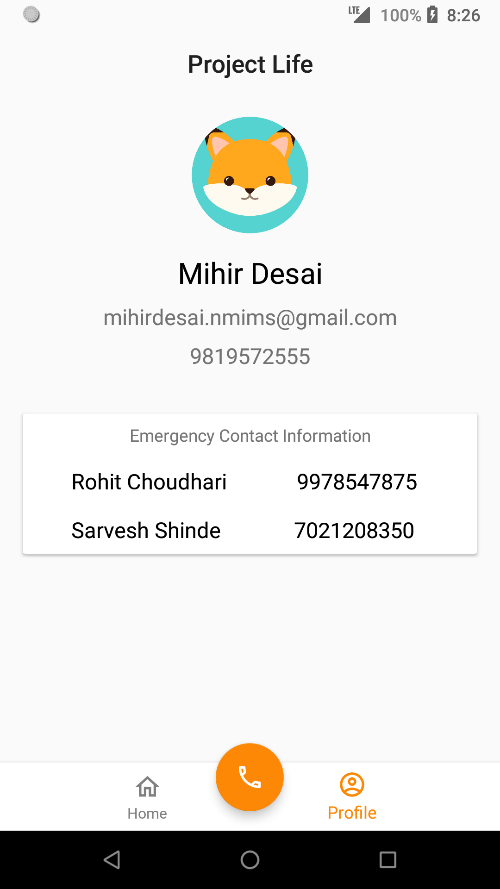 LTE 100% 8:26
Project Life
Mihir Desai
mihirdesai.nmims@gmail.com
9819572555
Emergency Contact Information
Rohit Choudhari 9978547875
Sarvesh Shinde 7021208350
Home Profile